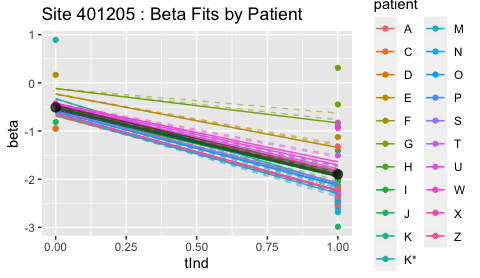 Site 401205 : Beta Fits by Patient
patient
1
0
-1
-2
-3
beta
0.00
0.25
0.50
0.75
1.00
tInd
A
C
D
E
F
G
H
I
J
K
K*
M
N
O
P
S
T
U
W
X
Z